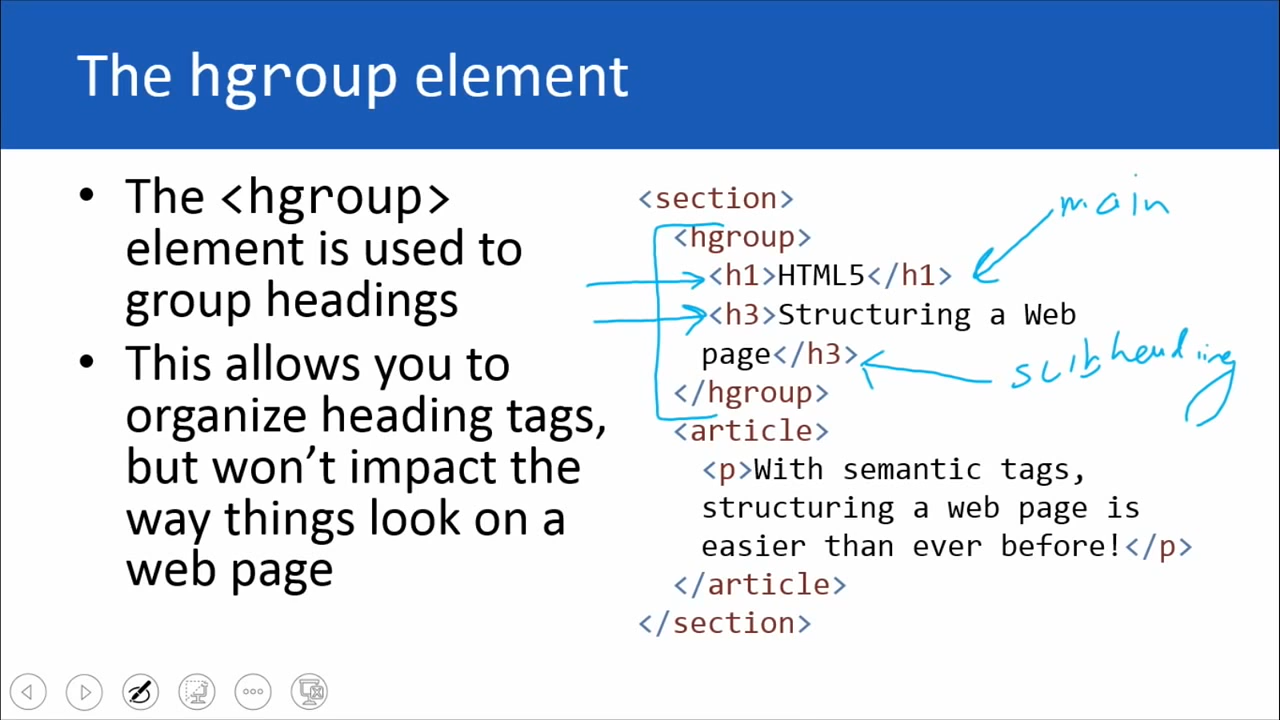 The hgroup element
• The <hgroup>
element is used to
group headings
• This allows you to
organize heading tags,
but won’t impact the
way things look on a
web page
<section>
<hgroup>
<h1>HTML5</h1>
<h3>Structuring a Web
page</h3>
</hgroup>
<article>
<p>With semantic tags,
structuring a web page is
easier than ever before!</p>
</article>
</section>
main
subheading